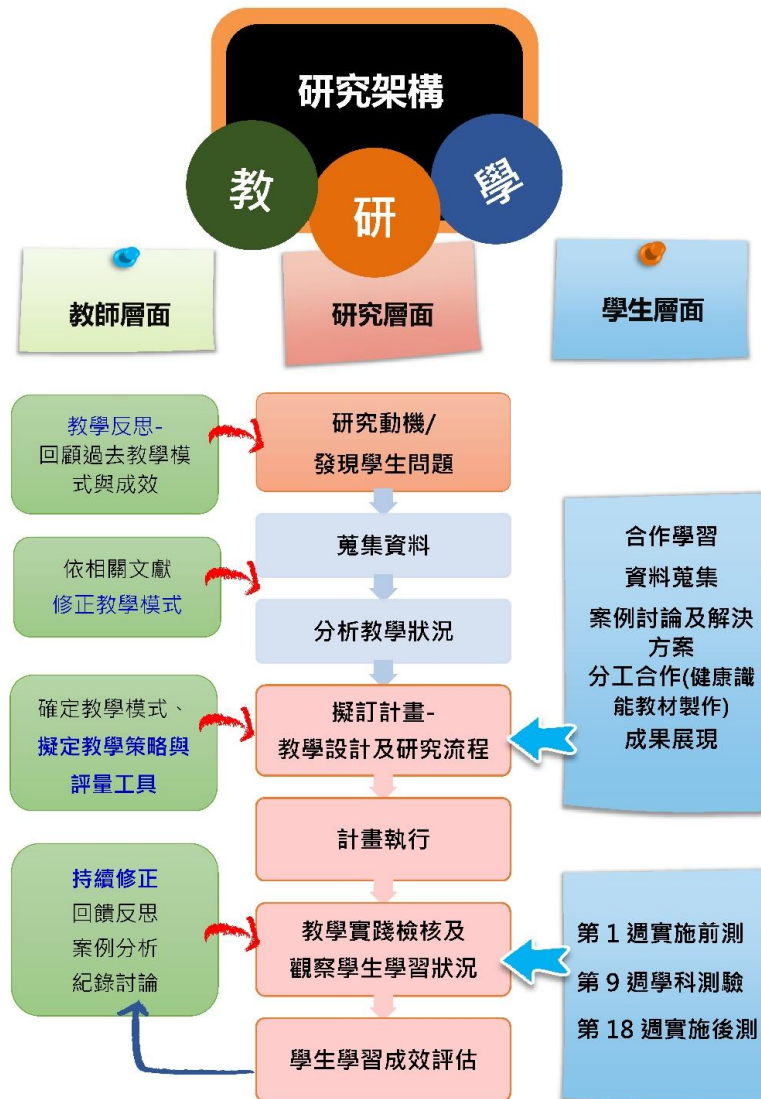 研究架構
教
研
學
教師層面
研究層面
學生層面
教學反思-
回顧過去教學模
式與成效
研究動機/
發現學生問題
蒐集資料
依相關文獻
修正教學模式
分析教學狀況
確定教學模式、
擬定教學策略與
評量工具
擬訂計畫-
教學設計及研究流程
合作學習
資料蒐集
案例討論及解決
方案
分工合作(健康識
能教材製作)
成果展現
計畫執行
持續修正
回饋反思
案例分析
紀錄討論
教學實踐檢核及
觀察學生學習狀況
第 1 週實施前測
第 9 週學科測驗
第 18 週實施後測
學生學習成效評估